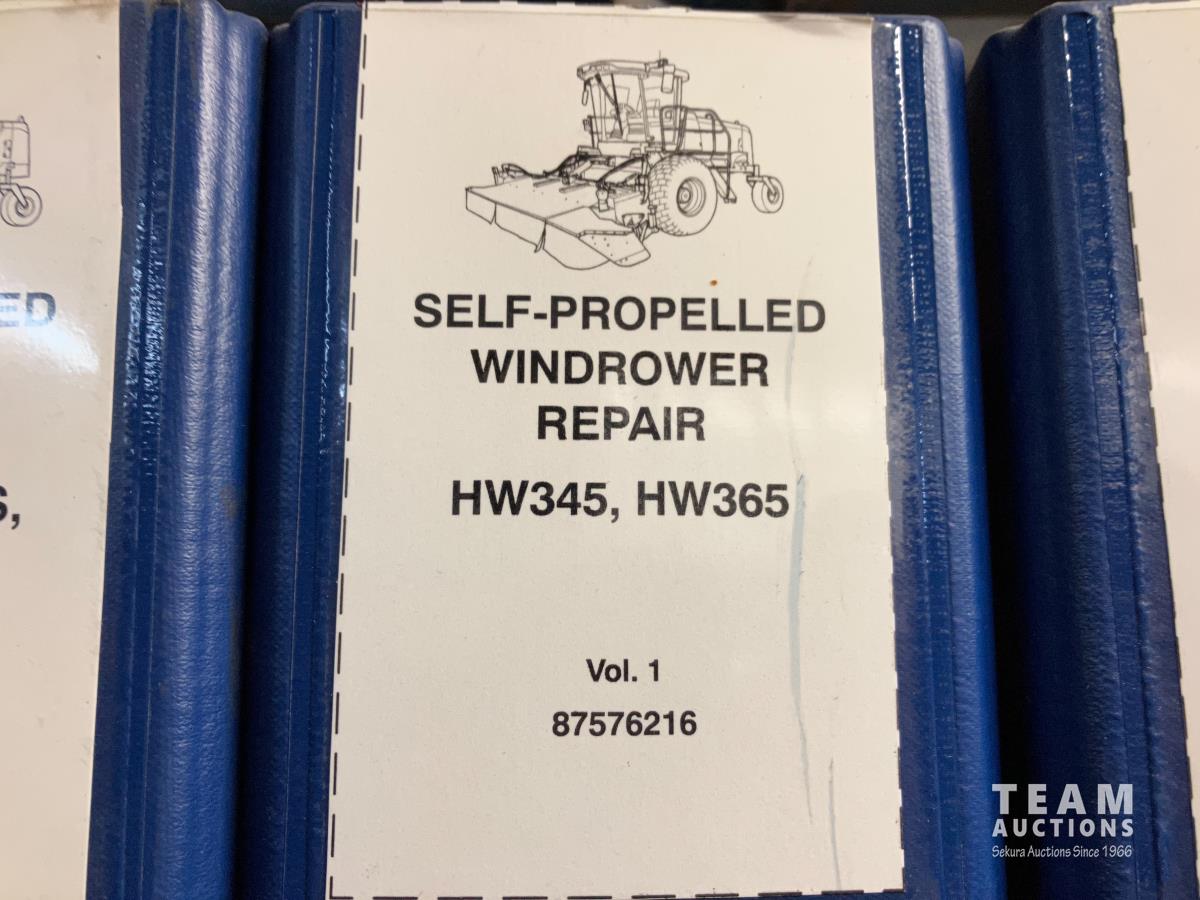 SELF-PROPELLED
WINDROWER
REPAIR
HW345, HW365
Vol. 1
87576216
ED
TEAM
AUCTIONS
Sekura Auctions Since 1966